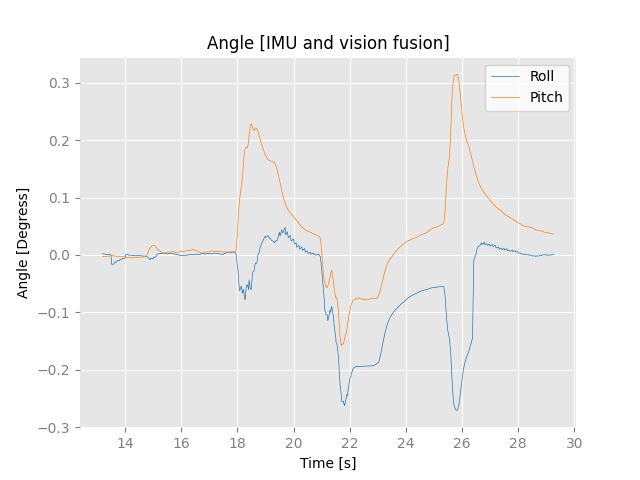 Angle [IMU and vision fusion]
Roll
Pitch
0.3
0.2
0.1
0.0
−0.1
−0.2
−0.3
Angle [Degress]
14 16 18 20 22 24 26 28 30
Time [s]